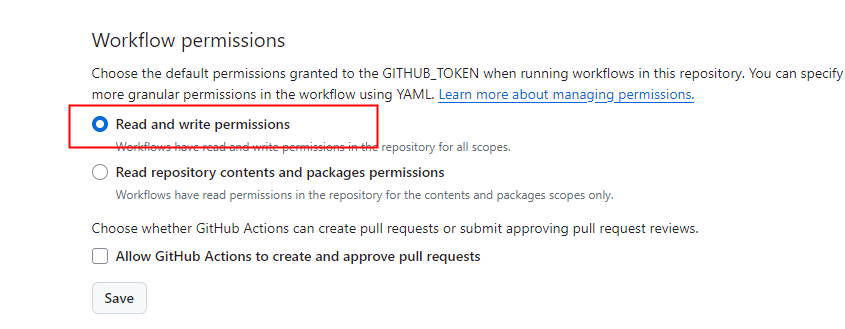 Workflow permissions
Choose the default permissions granted to the GITHUB_TOKEN when running workflows in this repository. You can specify
more granular permissions in the workflow using YAML. Learn more about managing permissions.
Read and write permissions
Workflows have read and write permissions in the repository for all scopes.
Read repository contents and packages permissions
Workflows have read permissions in the repository for the contents and packages scopes only.
Choose whether GitHub Actions can create pull requests or submit approving pull request reviews.
Allow GitHub Actions to create and approve pull requests
Save